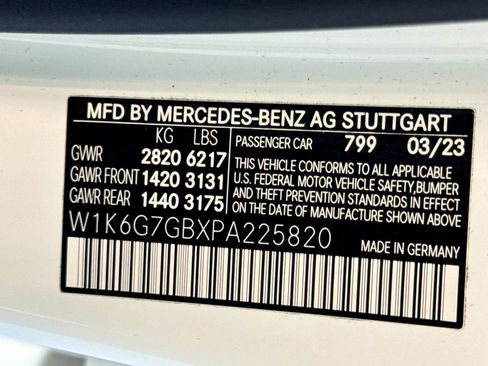 MFD BY MERCEDES-BENZ AG STUTTGART
KG LBS
GVWR 2820 6217
GAWR FRONT 1420 3131
GAWR REAR 1440 3175
PASSENGER CAR 799 03/23
THIS VEHICLE CONFORMS TO ALL APPLICABLE
U.S. FEDERAL MOTOR VEHICLE SAFETY,BUMPER
AND THEFT PREVENTION STANDARDS IN EFFECT
ON THE DATE OF MANUFACTURE SHOWN ABOVE.
W1K6G7GBXPA225820
MADE IN GERMANY